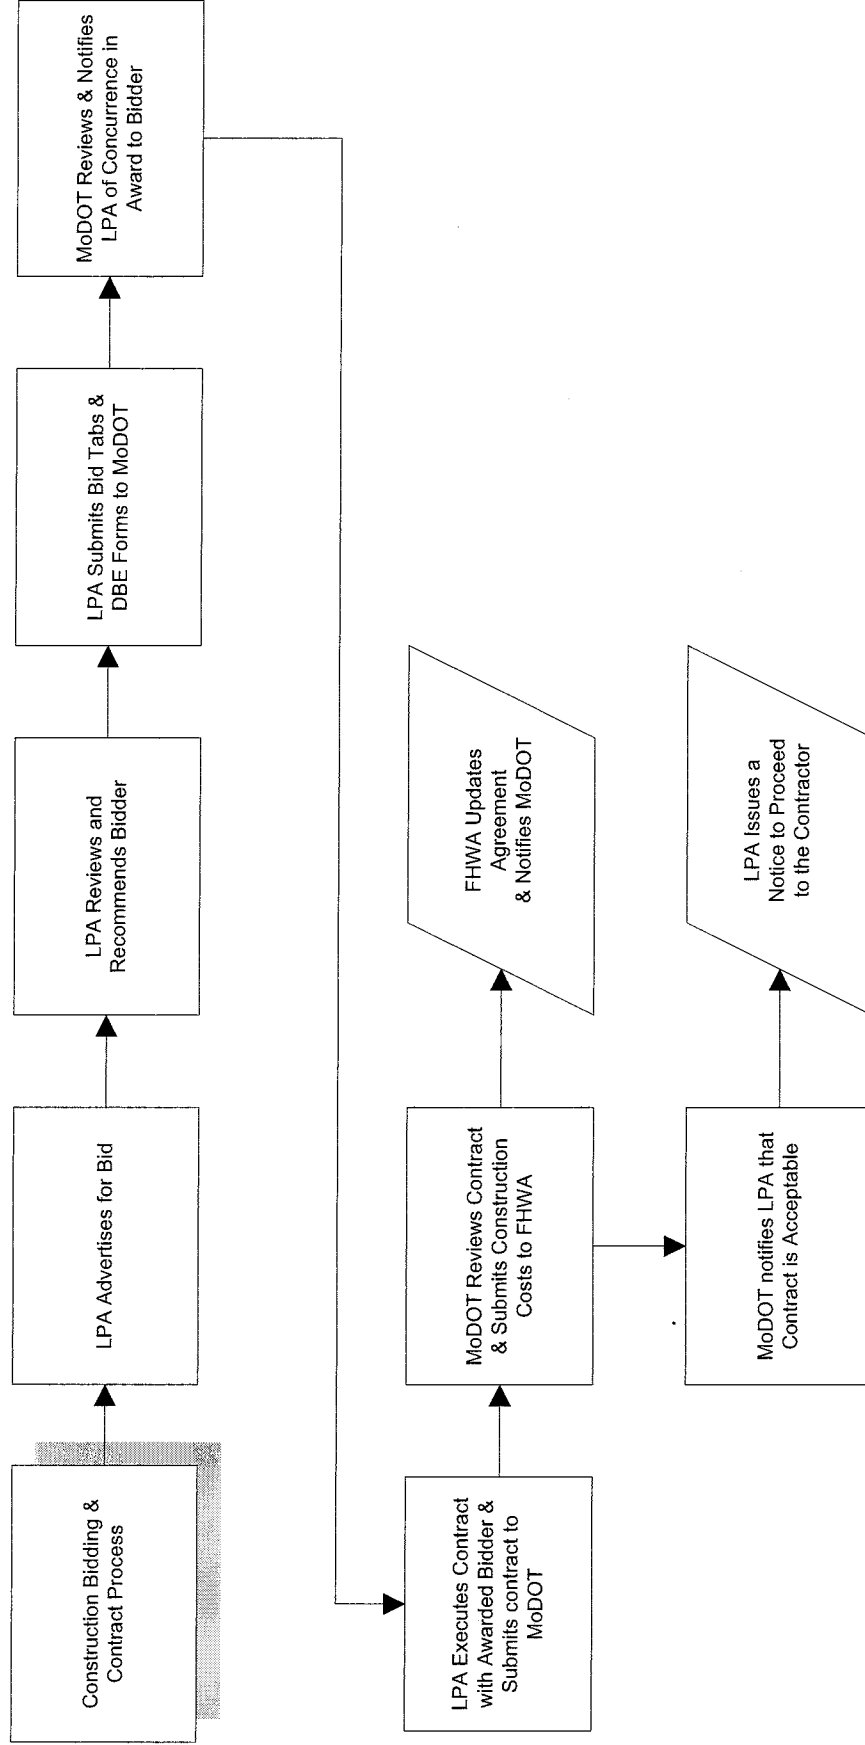 Construction Bidding &
Contract Process
LPA Advertises for Bid
LPA Reviews and
Recommends Bidder
LPA Submits Bid Tabs &
DBE Forms to MoDOT
MoDOT Reviews & Notifies
LPA of Concurrence in
Award to Bidder
LPA Executes Contract
with Awarded Bidder &
Submits contract to
MoDOT
MoDOT Reviews Contract
& Submits Construction
Costs to FHWA
FHWA Updates
Agreement
& Notifies MoDOT
MoDOT notifies LPA that
Contract is Acceptable
LPA Issues a
Notice to Proceed
to the Contractor